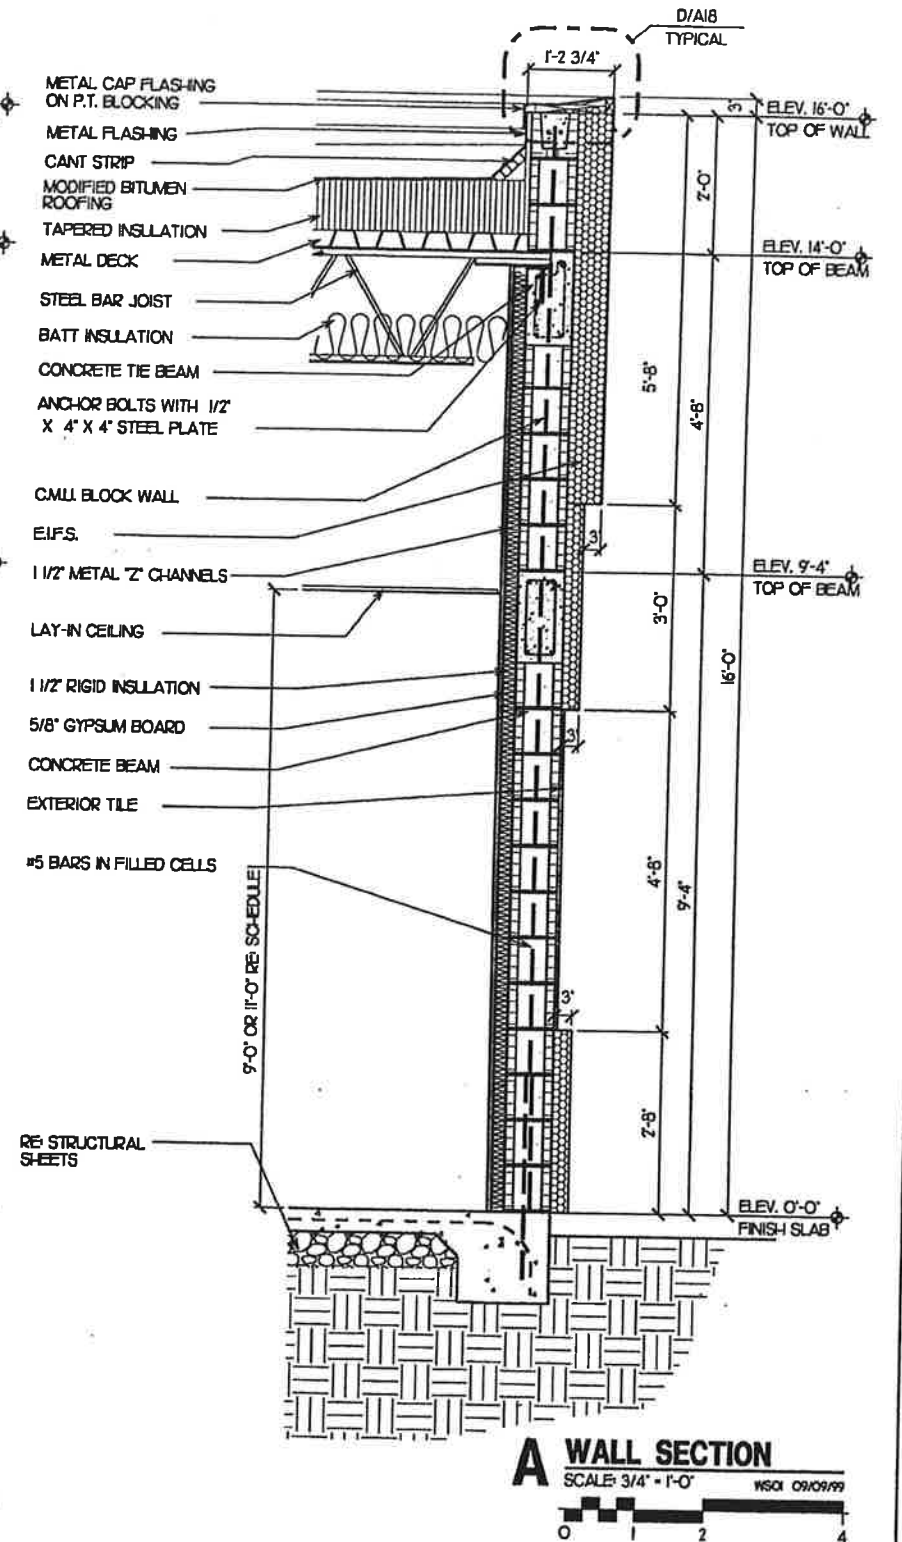 D/A18
TYPICAL
1'-2 3/4"
METAL CAP FLASHING
ON P.T. BLOCKING
3"
ELEV. 16'-0"
TOP OF WALL
METAL FLASHING
CANT STRIP
MODIFIED BITUMEN
ROOFING
2'-0"
TAPERED INSULATION
METAL DECK
ELEV. 14'-0"
TOP OF BEAM
STEEL BAR JOIST
BATT INSULATION
CONCRETE TIE BEAM
5'-8"
ANCHOR BOLTS WITH 1/2"
X 4" X 4" STEEL PLATE
4'-8"
C.M.U. BLOCK WALL
E.I.F.S.
3"
1 1/2" METAL "Z" CHANNELS
ELEV. 9'-4"
TOP OF BEAM
3'-0"
LAY-IN CEILING
16'-0"
1 1/2" RIGID INSULATION
5/8" GYPSUM BOARD
3"
CONCRETE BEAM
EXTERIOR TILE
#5 BARS IN FILLED CELLS
4'-8"
9'-4"
9'-0" OR 11'-0" RE: SCHEDULE
3"
2'-8"
RE: STRUCTURAL
SHEETS
ELEV. 0'-0"
FINISH SLAB
A WALL SECTION
SCALE: 3/4" = 1'-0"
WS01 09/09/99
0 1 2 4